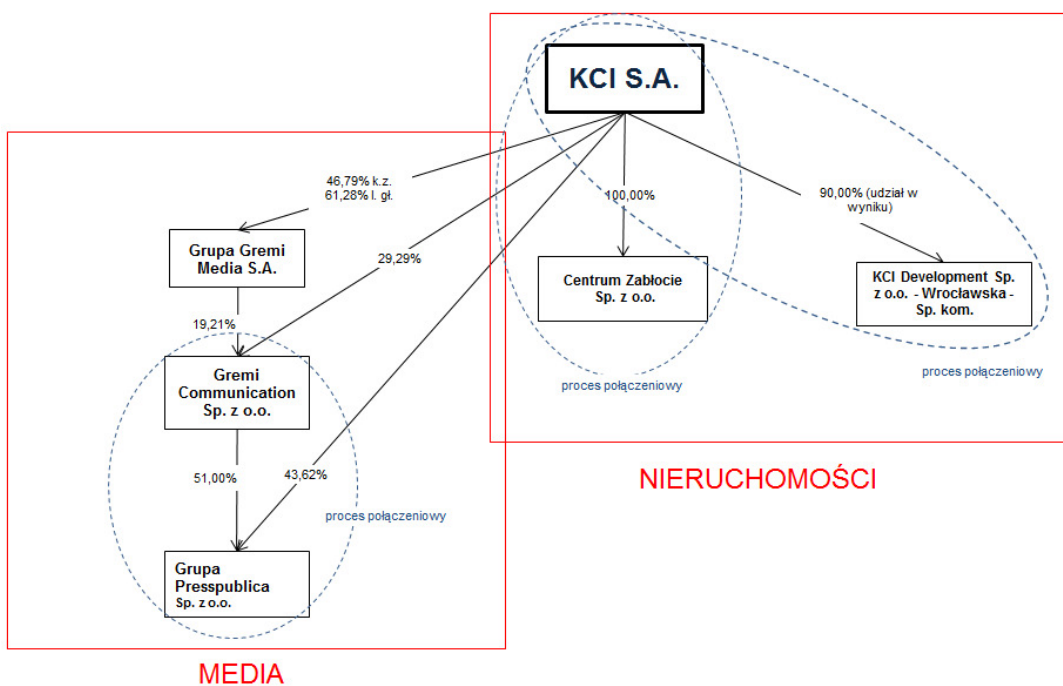 KCI S.A.
46,79% k.z.
61,28% l. gł.
100,00%
90,00% (udział w
wyniku)
Grupa Gremi
Media S.A.
29,29%
Centrum Zabłocie
Sp. z o.o.
KCI Development Sp.
z o.o. - Wrocławska -
Sp. kom.
19,21%
Gremi
Communication
Sp. z o.o.
proces połączeniowy
proces połączeniowy
51,00%
43,62%
NIERUCHOMOŚCI
proces połączeniowy
Grupa
Presspublica
Sp. z o.o.
MEDIA